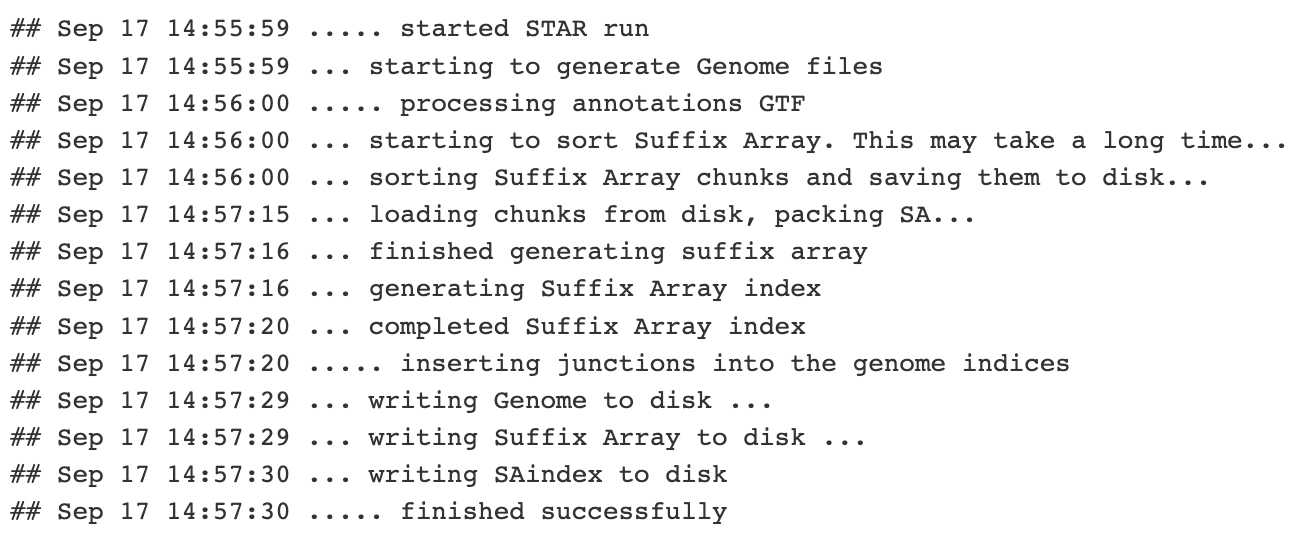 ## Sep 17 14:55:59 ..... started STAR run
## Sep 17 14:55:59 ... starting to generate Genome files
## Sep 17 14:56:00 ..... processing annotations GTF
## Sep 17 14:56:00 ... starting to sort Suffix Array. This may take a long time...
## Sep 17 14:56:00 ... sorting Suffix Array chunks and saving them to disk...
## Sep 17 14:57:15 ... loading chunks from disk, packing SA...
## Sep 17 14:57:16 ... finished generating suffix array
## Sep 17 14:57:16 ... generating Suffix Array index
## Sep 17 14:57:20 ... completed Suffix Array index
## Sep 17 14:57:20 ..... inserting junctions into the genome indices
## Sep 17 14:57:29 ... writing Genome to disk ...
## Sep 17 14:57:29 ... writing Suffix Array to disk ...
## Sep 17 14:57:30 ... writing SAindex to disk
## Sep 17 14:57:30 ..... finished successfully